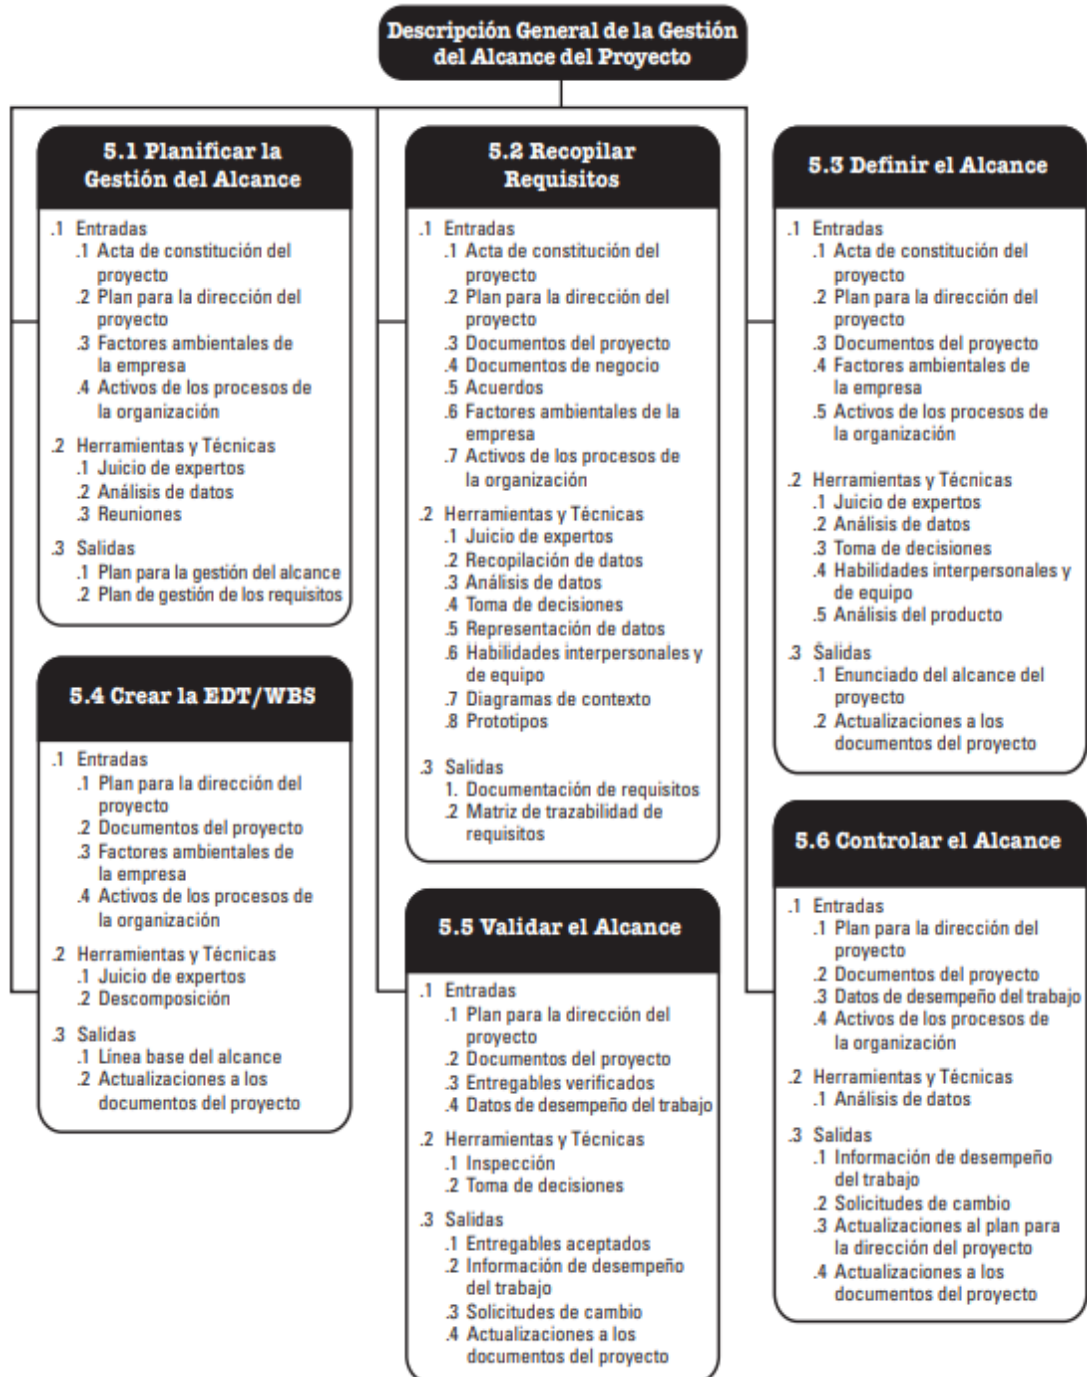 Descripción General de la Gestión
del Alcance del Proyecto
5.1 Planificar la
Gestión del Alcance
.1 Entradas
.1 Acta de constitución del
proyecto
.2 Plan para la dirección del
proyecto
.3 Factores ambientales de
la empresa
.4 Activos de los procesos de
la organización
.2 Herramientas y Técnicas
.1 Juicio de expertos
.2 Análisis de datos
.3 Reuniones
.3 Salidas
.1 Plan para la gestión del alcance
.2 Plan de gestión de los requisitos
5.2 Recopilar
Requisitos
.1 Entradas
.1 Acta de constitución del
proyecto
.2 Plan para la dirección del
proyecto
.3 Documentos del proyecto
.4 Documentos de negocio
.5 Acuerdos
.6 Factores ambientales de la
empresa
.7 Activos de los procesos de
la organización
.2 Herramientas y Técnicas
.1 Juicio de expertos
.2 Recopilación de datos
.3 Análisis de datos
.4 Toma de decisiones
.5 Representación de datos
.6 Habilidades interpersonales y
de equipo
.7 Diagramas de contexto
.8 Prototipos
.3 Salidas
1. Documentación de requisitos
.2 Matriz de trazabilidad de
requisitos
5.3 Definir el Alcance
.1 Entradas
.1 Acta de constitución del
proyecto
.2 Plan para la dirección del
proyecto
.3 Documentos del proyecto
.4 Factores ambientales de
la empresa
.5 Activos de los procesos de
la organización
.2 Herramientas y Técnicas
.1 Juicio de expertos
.2 Análisis de datos
.3 Toma de decisiones
.4 Habilidades interpersonales y
de equipo
.5 Análisis del producto
.3 Salidas
.1 Enunciado del alcance del
proyecto
.2 Actualizaciones a los
documentos del proyecto
5.4 Crear la EDT/WBS
.1 Entradas
.1 Plan para la dirección del
proyecto
.2 Documentos del proyecto
.3 Factores ambientales de
la empresa
.4 Activos de los procesos de
la organización
.2 Herramientas y Técnicas
.1 Juicio de expertos
.2 Descomposición
.3 Salidas
.1 Línea base del alcance
.2 Actualizaciones a los
documentos del proyecto
5.5 Validar el Alcance
.1 Entradas
.1 Plan para la dirección del
proyecto
.2 Documentos del proyecto
.3 Entregables verificados
.4 Datos de desempeño del trabajo
.2 Herramientas y Técnicas
.1 Inspección
.2 Toma de decisiones
.3 Salidas
.1 Entregables aceptados
.2 Información de desempeño
del trabajo
.3 Solicitudes de cambio
.4 Actualizaciones a los
documentos del proyecto
5.6 Controlar el Alcance
.1 Entradas
.1 Plan para la dirección del
proyecto
.2 Documentos del proyecto
.3 Datos de desempeño del trabajo
.4 Activos de los procesos de
la organización
.2 Herramientas y Técnicas
.1 Análisis de datos
.3 Salidas
.1 Información de desempeño
del trabajo
.2 Solicitudes de cambio
.3 Actualizaciones al plan para
la dirección del proyecto
.4 Actualizaciones a los
documentos del proyecto